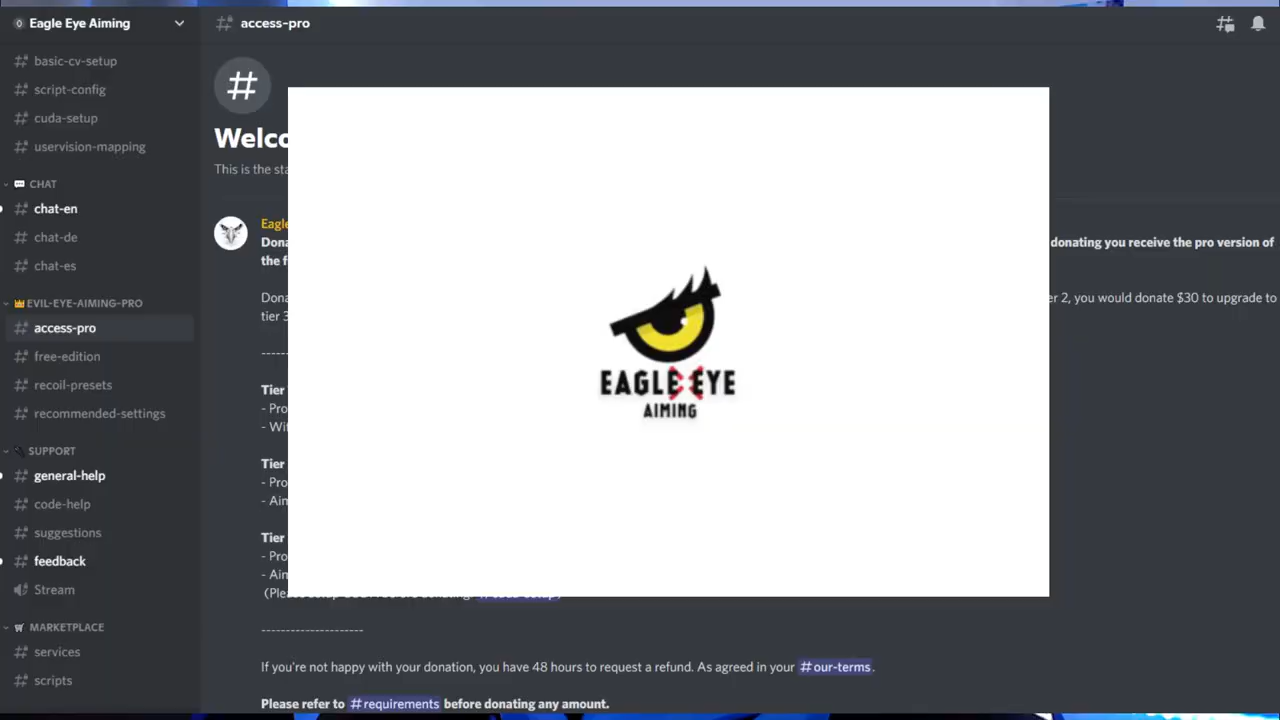 Eagle Eye Aiming
basic-cv-setup
script-config
cuda-setup
uservision-mapping
CHAT
chat-en
chat-de
chat-es
EVIL-EYE-AIMING-PRO
access-pro
free-edition
recoil-presets
recommended-settings
SUPPORT
general-help
code-help
suggestions
feedback
Stream
MARKETPLACE
services
scripts
access-pro
#
Welco
This is the sta
Eagle
Dona
donating you receive the pro version of
the f
Dona
er 2, you would donate $30 to upgrade to
tier 3
------
Tier
- Pro
- Wif
Tier
- Pro
- Aim
Tier
- Pro
- Aim
---------------------
If you're not happy with your donation, you have 48 hours to request a refund. As agreed in your #our-terms.
Please refer to #requirements before donating any amount.
EAGLE EYE
AIMING